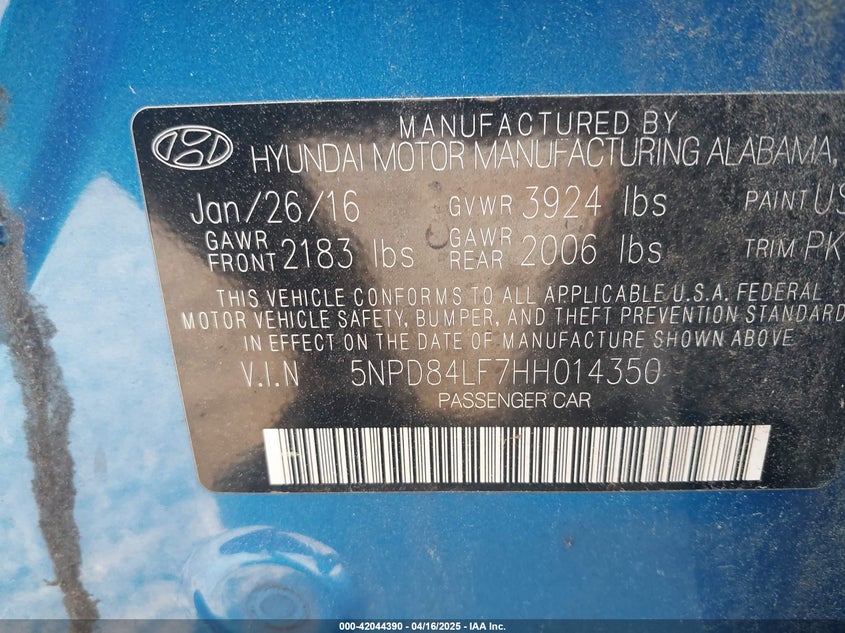 MANUFACTURED BY
HYUNDAI MOTOR MANUFACTURING ALABAMA,
Jan/26/16 GVWR 3924 lbs PAINT US
GAWR FRONT 2183 lbs GAWR REAR 2006 lbs TRIM PK
THIS VEHICLE CONFORMS TO ALL APPLICABLE U.S.A. FEDERAL
MOTOR VEHICLE SAFETY, BUMPER, AND THEFT PREVENTION STANDARD
IN EFFECT ON THE DATE OF MANUFACTURE SHOWN ABOVE.
V.I.N 5NPD84LF7HH014350
PASSENGER CAR
000-42044390 - 04/16/2025 - IAA Inc.